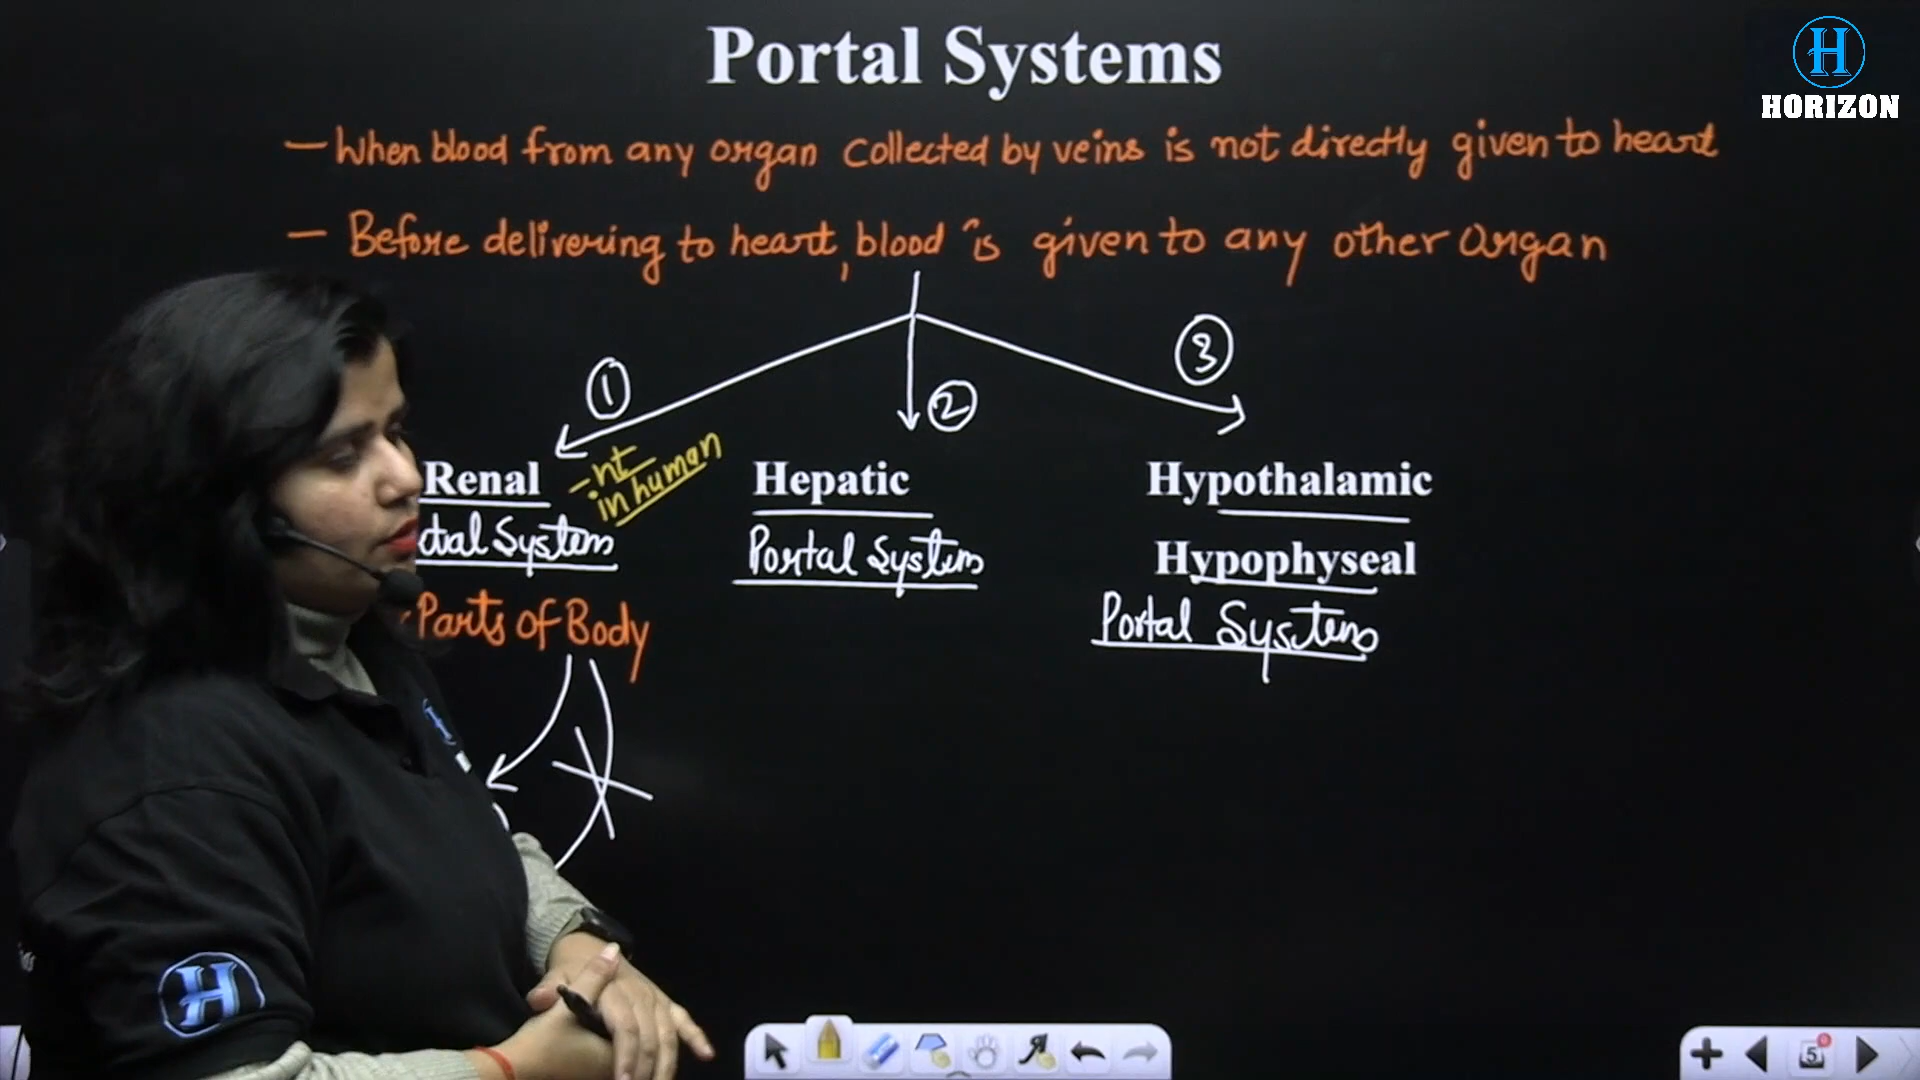 Portal Systems
H
HORIZON
— When blood from any organ collected by veins is not directly given to heart
— Before delivering to heart, blood is given to any other organ
① ② ③
Renal
– nt
in human
Hepatic
Hypothalamic
System
Portal System
Hypophyseal
Portal System
Parts of Body
H
5